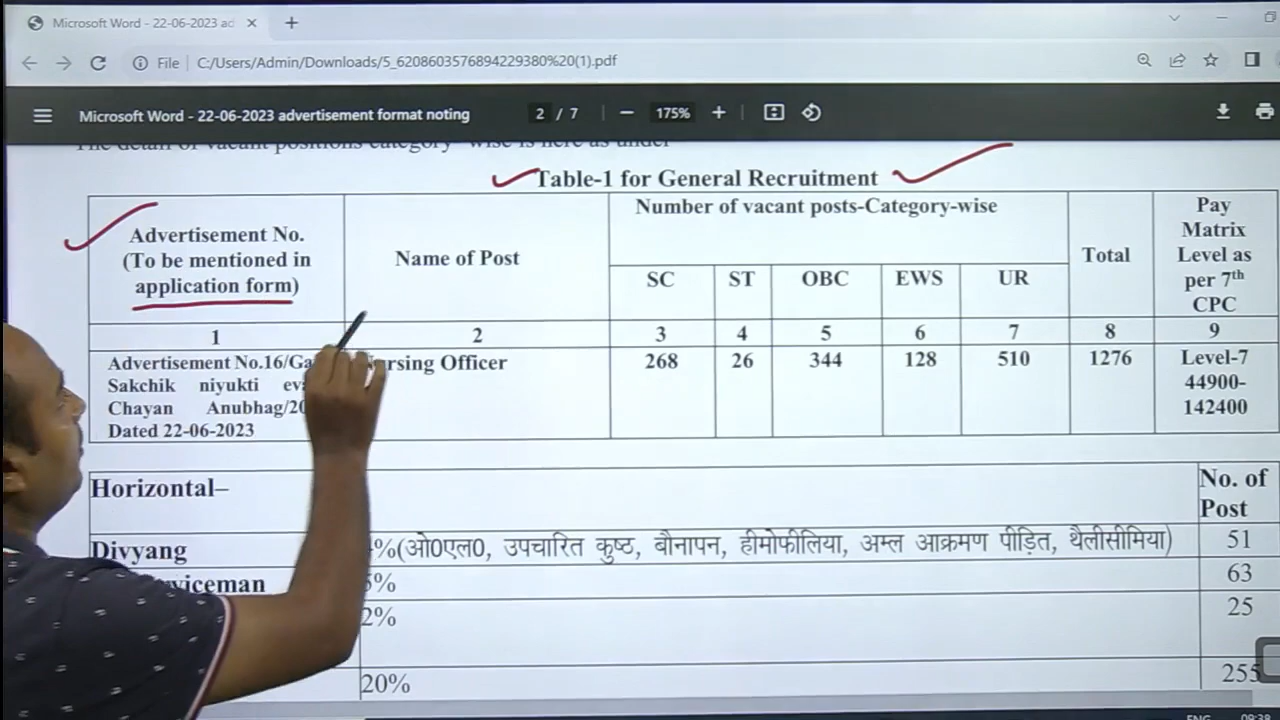 Microsoft Word - 22-06-2023 ad
File C:/Users/Admin/Downloads/5_6208603576894229380%20(1).pdf
Microsoft Word - 22-06-2023 advertisement format noting 2 / 7 175%
The detail of vacant positions category wise is here as under
Table-1 for General Recruitment
Advertisement No.
(To be mentioned in
application form)
Name of Post
Number of vacant posts-Category-wise
SC ST OBC EWS UR
Total
Pay
Matrix
Level as
per 7th
CPC
1 2 3 4 5 6 7 8 9
Advertisement No.16/
Sakchik niyukti
Chayan Anubhag/
Dated 22-06-2023
Officer
268 26 344 128 510 1276
Level-7
44900-
142400
Horizontal–
No. of
Post
Divyang %(ओ0एल0, उपचारित कुष्ठ, बौनापन, हीमोफीलिया, अम्ल आक्रमण पीड़ित, थैलीसीमिया) 51
63
2% 25
20% 255
ENG 09:39